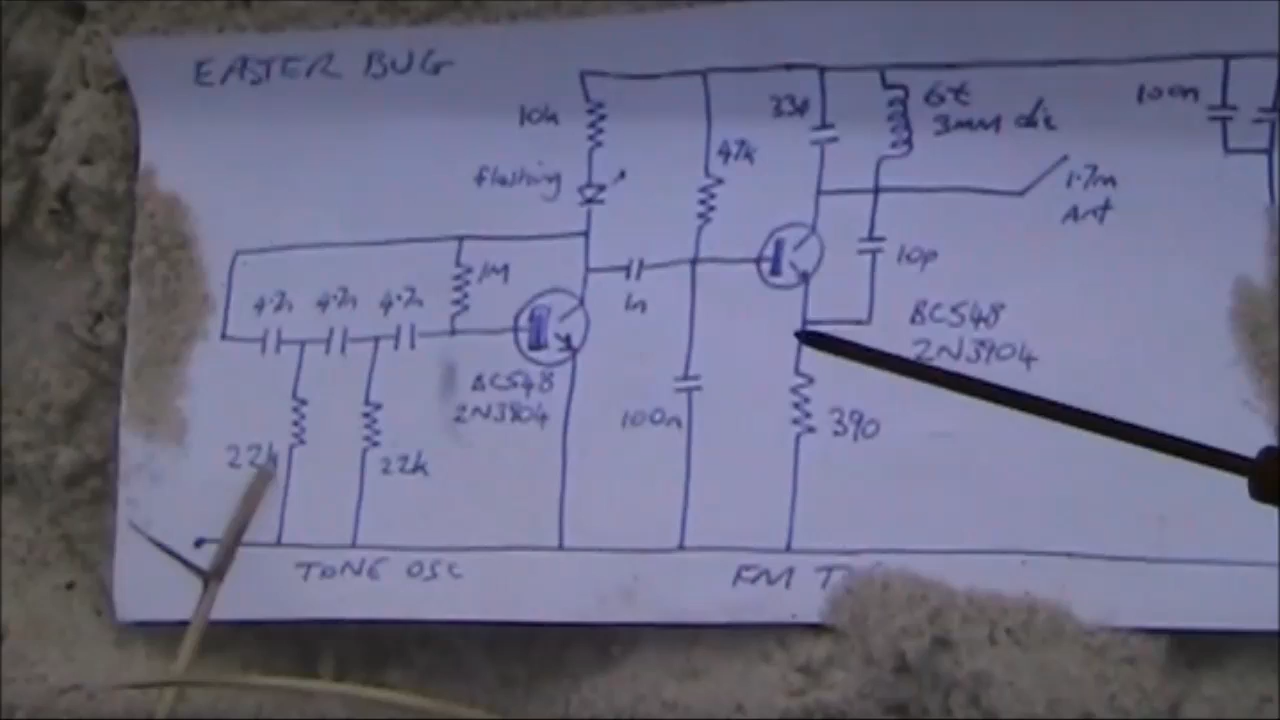 EASTER BUG
10k
flashing
47k
33p
6t
3mm dia
100n
1.7m
Ant
10p
1M
4.7n 4.7n 4.7n
1n
BC548
2N3904
BC548
2N3904
100n
390
22k
22k
TONE OSC
FM